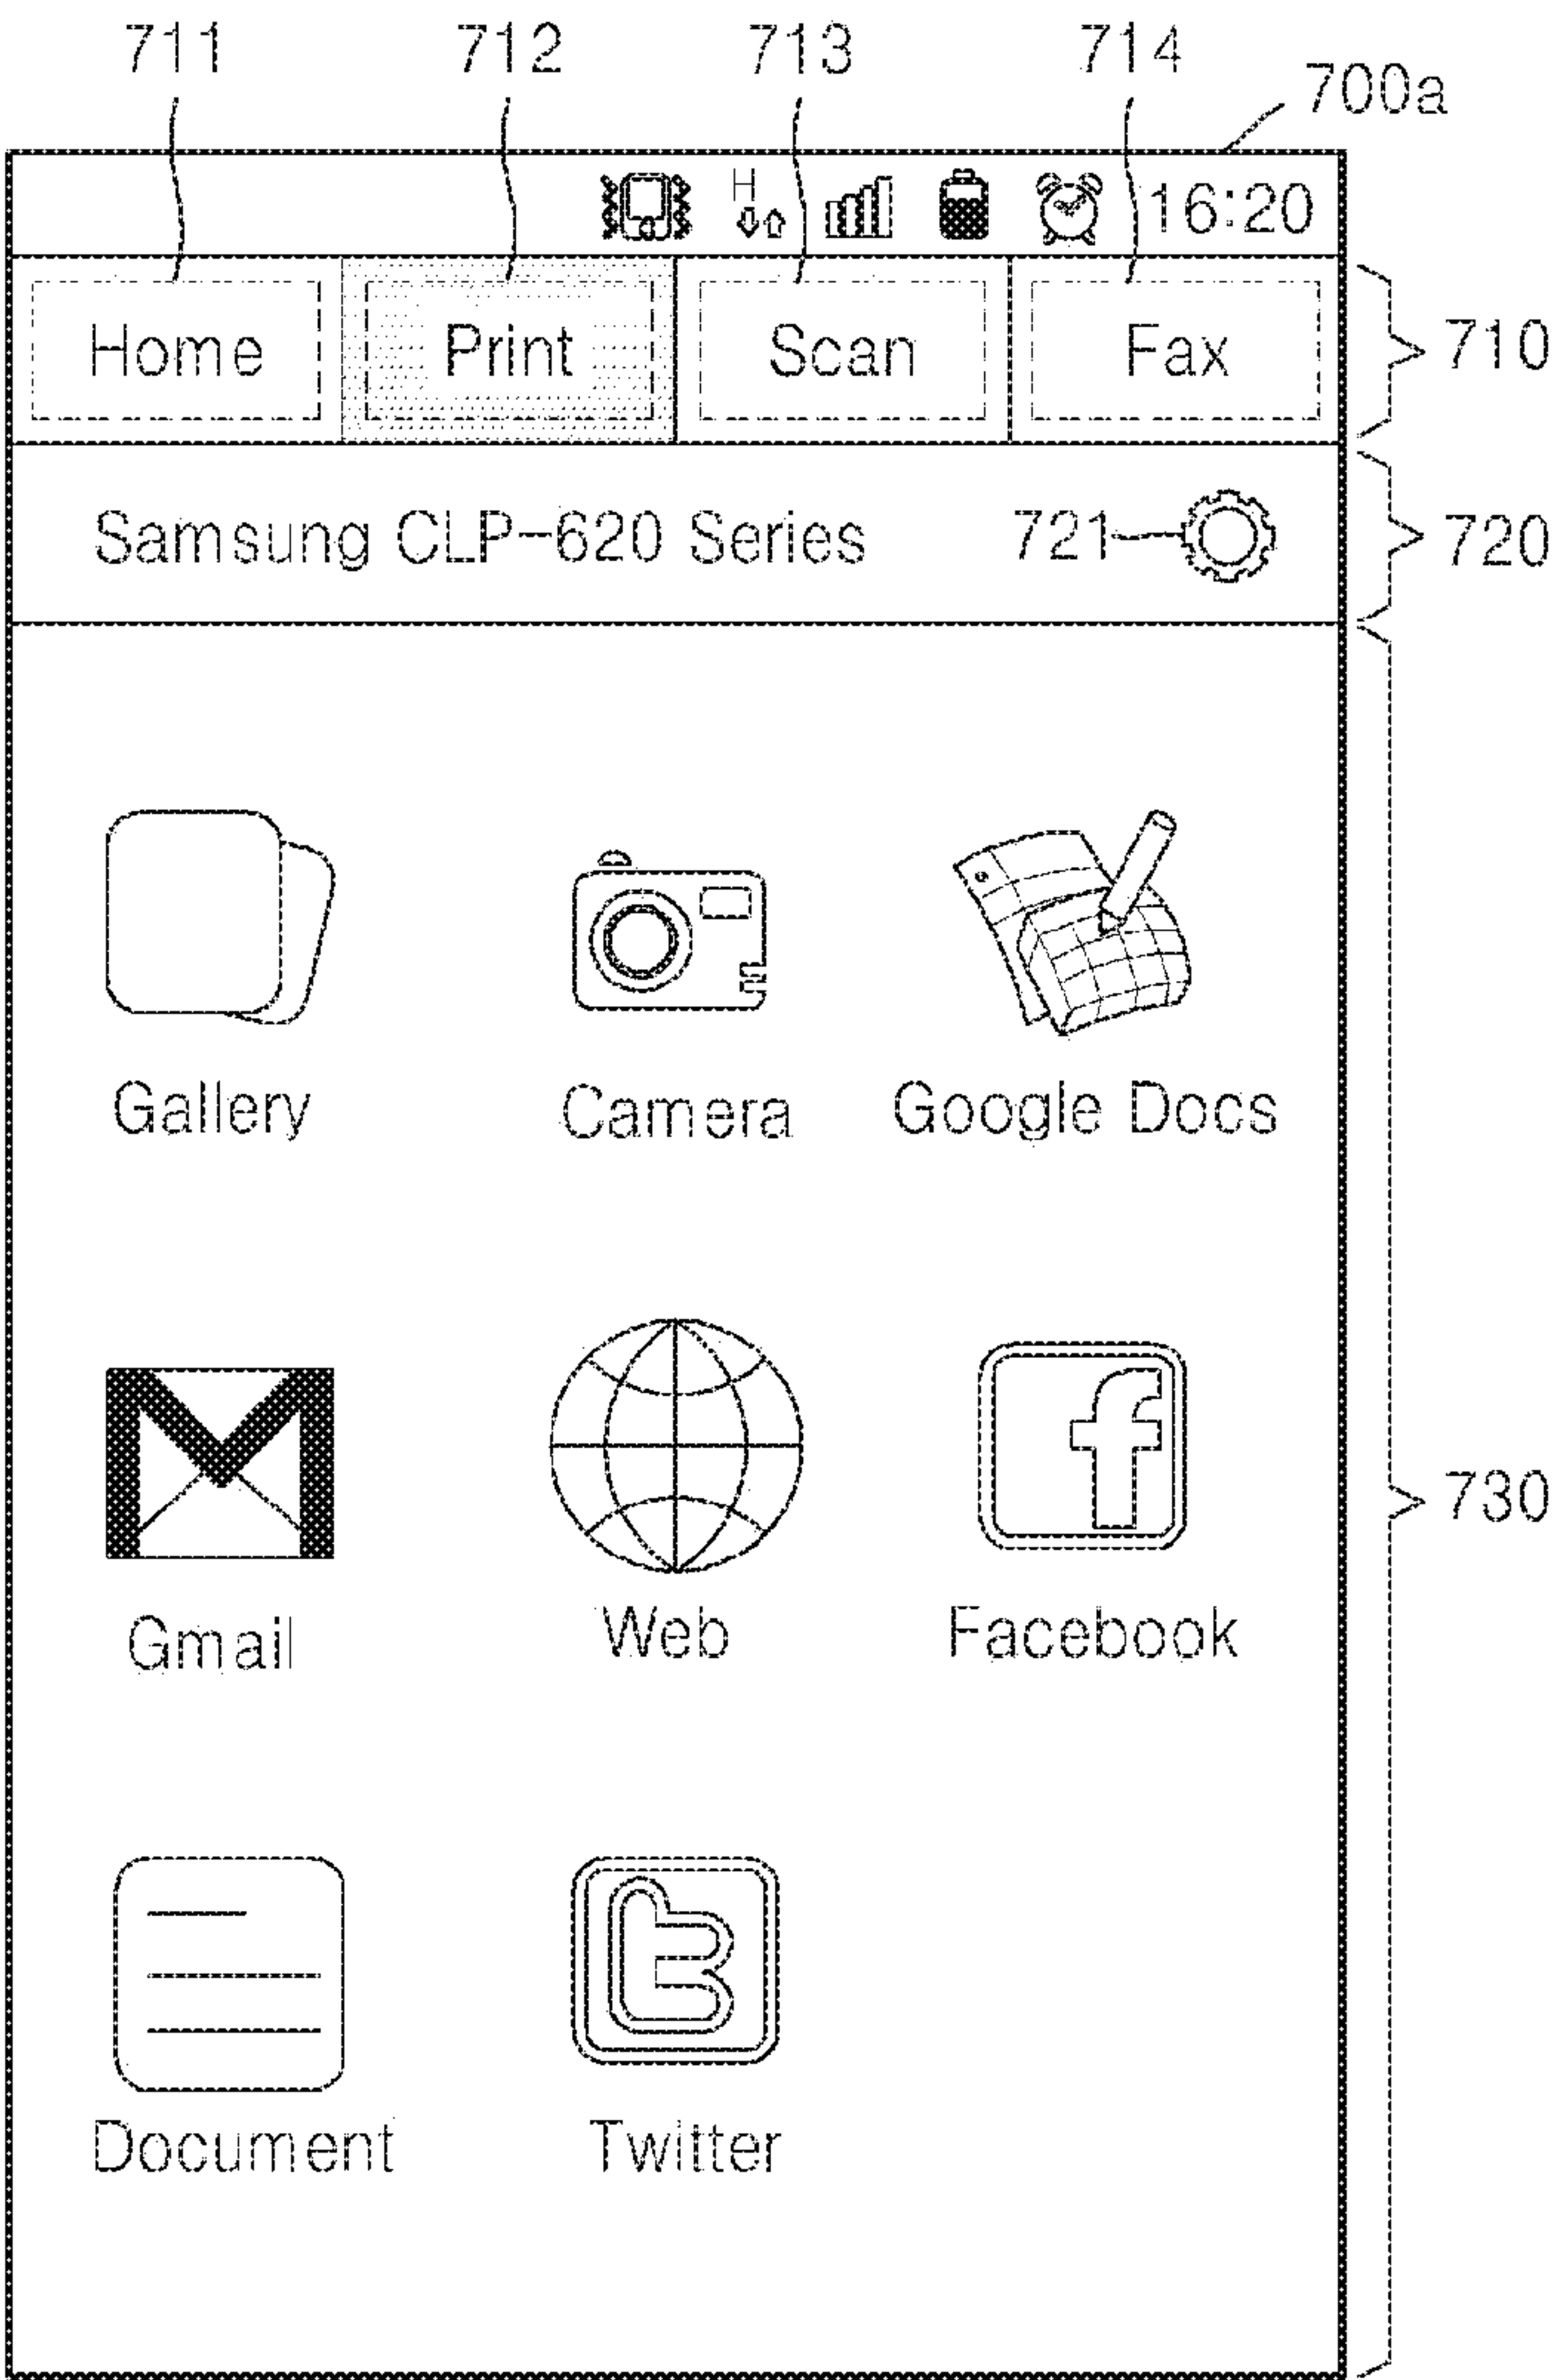 711 712 713 714
700a
H 16:20
Home Print Scan Fax 710
Samsung CLP-620 Series 721 720
Gallery Camera Google Docs
730
Gmail Web Facebook
Document Twitter